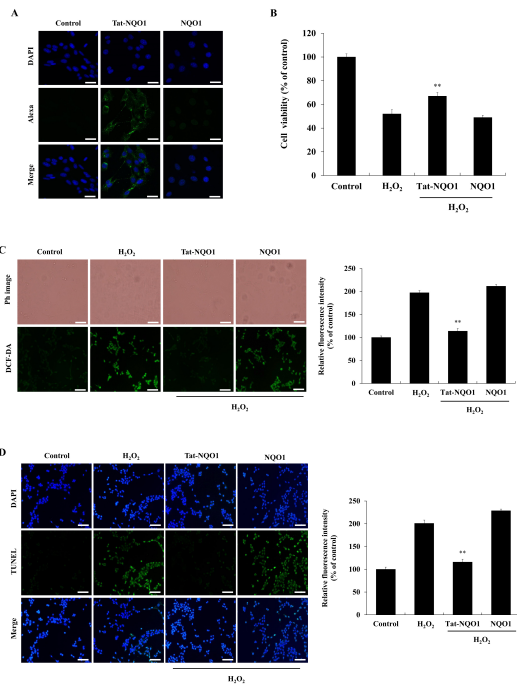 A
Control Tat-NQO1 NQO1
DAPI
Alexa
Merge
B
Cell viability (% of control)
120
100
80
60
40
20
0
**
Control H₂O₂ Tat-NQO1 NQO1
H₂O₂
C
Control H₂O₂ Tat-NQO1 NQO1
Ph image
DCF-DA
H₂O₂
Relative fluorescence intensity
(% of control)
250
200
150
100
50
0
**
Control H₂O₂ Tat-NQO1 NQO1
H₂O₂
D
Control H₂O₂ Tat-NQO1 NQO1
DAPI
TUNEL
Merge
H₂O₂
Relative fluorescence intensity
(% of control)
250
200
150
100
50
0
**
Control H₂O₂ Tat-NQO1 NQO1
H₂O₂